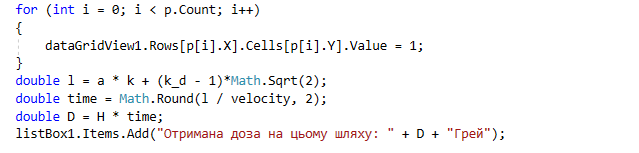 for (int i = 0; i < p.Count; i++)
{
dataGridView1.Rows[p[i].X].Cells[p[i].Y].Value = 1;
}
double l = a * k + (k_d - 1)*Math.Sqrt(2);
double time = Math.Round(l / velocity, 2);
double D = H * time;
listBox1.Items.Add("Отримана доза на цьому шляху: " + D + "Грей");